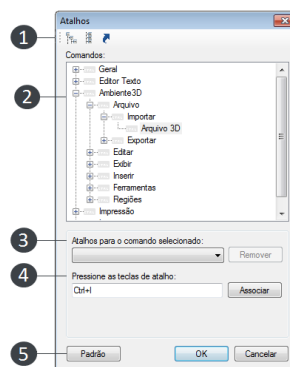 Atalhos
1
Comandos:
2
Geral
Editor Texto
Ambiente3D
Arquivo
Importar
Arquivo 3D
Exportar
Editar
Exibir
Inserir
Ferramentas
Regiões
Impressão
3
Atalhos para o comando selecionado:
Remover
4
Pressione as teclas de atalho:
Ctrl+I
Associar
5
Padrão
OK
Cancelar